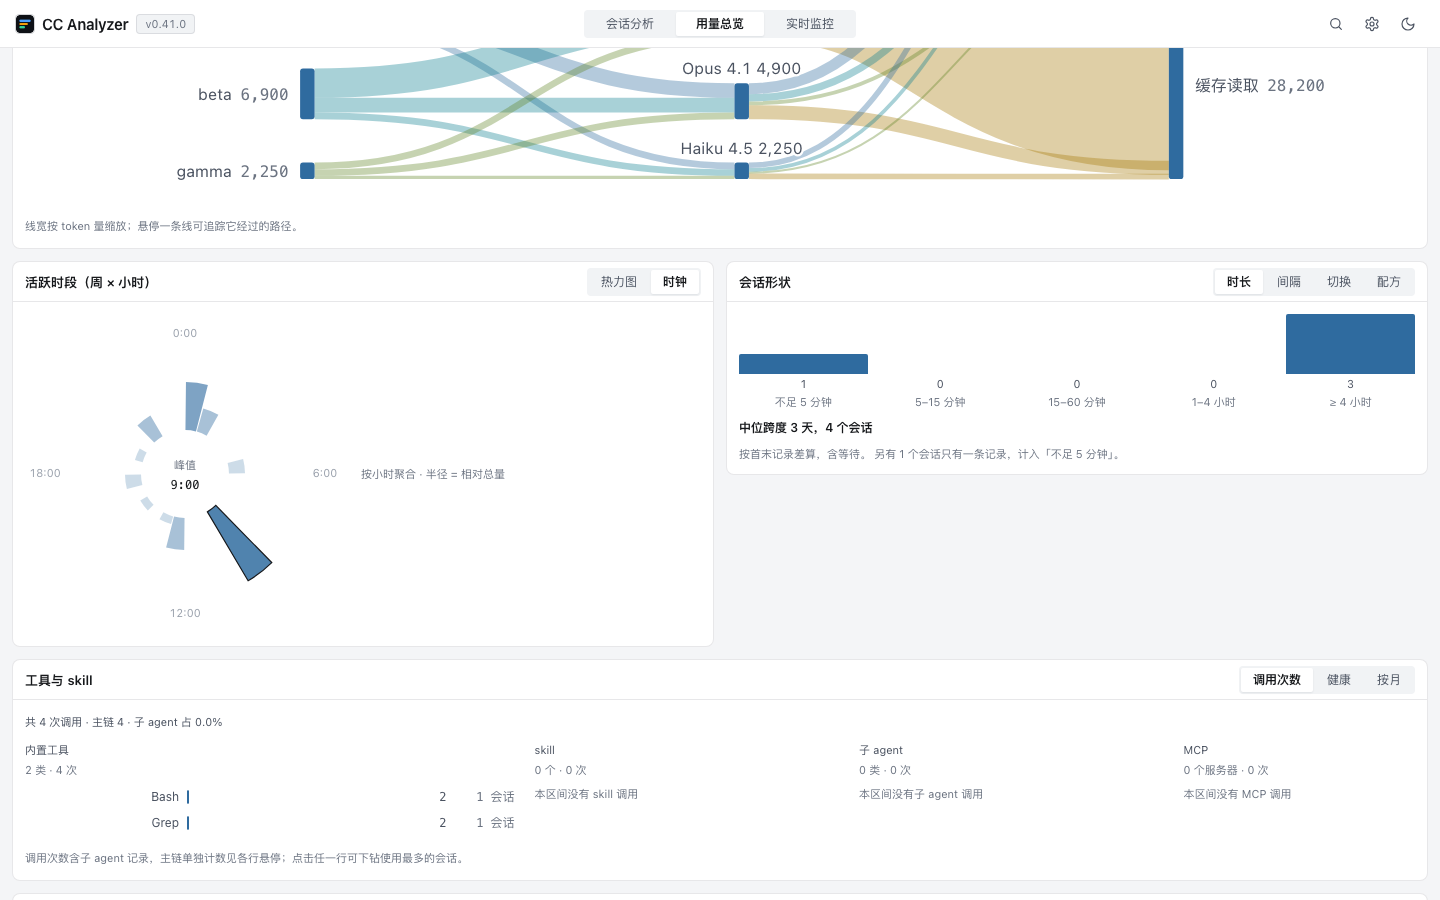 CC Analyzer v0.41.0 会话分析 用量总览 实时监控
Opus 4.1 4,900
beta 6,900
缓存读取 28,200
Haiku 4.5 2,250
gamma 2,250
线宽按 token 量缩放；悬停一条线可追踪它经过的路径。
活跃时段（周 × 小时） 热力图 时钟
0:00
18:00
峰值
9:00
6:00
按小时聚合 · 半径 = 相对总量
12:00
会话形状 时长 间隔 切换 配方
1 0 0 0 3
不足 5 分钟 5–15 分钟 15–60 分钟 1–4 小时 ≥ 4 小时
中位跨度 3 天，4 个会话
按首末记录差算，含等待。 另有 1 个会话只有一条记录，计入「不足 5 分钟」。
工具与 skill 调用次数 健康 按月
共 4 次调用 · 主链 4 · 子 agent 占 0.0%
内置工具
2 类 · 4 次
Bash 2 1 会话
Grep 2 1 会话
skill
0 个 · 0 次
本区间没有 skill 调用
子 agent
0 类 · 0 次
本区间没有子 agent 调用
MCP
0 个服务器 · 0 次
本区间没有 MCP 调用
调用次数含子 agent 记录，主链单独计数见各行悬停；点击任一行可下钻使用最多的会话。